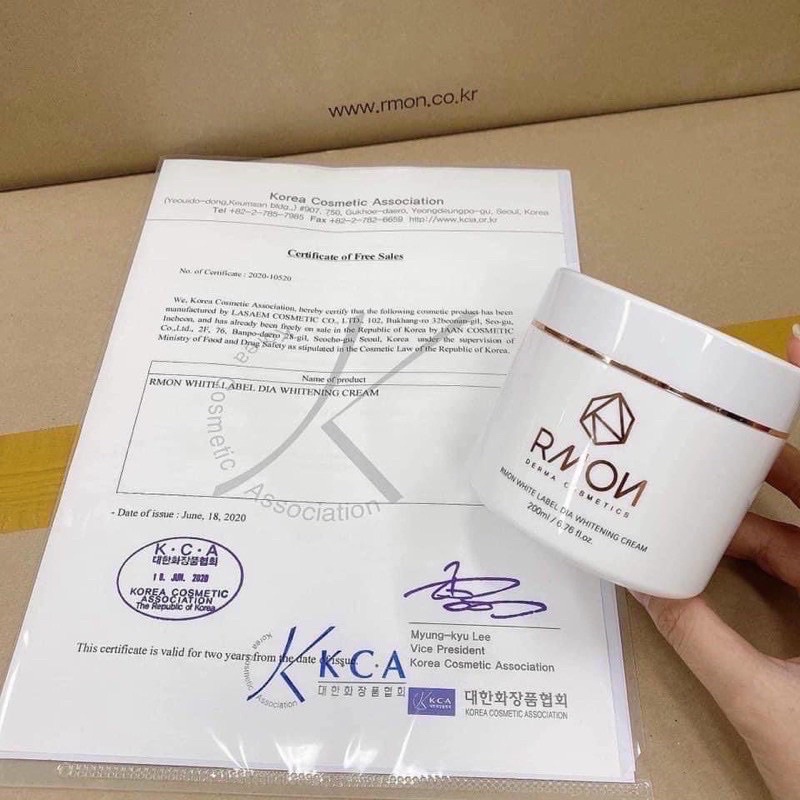 www.rmon.co.kr
Korea Cosmetic Association
(Yeouido-dong,Keumsan bldg.,) #907, 750, Gukhoe-daero, Yeongdeungpo-gu, Seoul, Korea
Tel +82-2-785-7985 Fax +82-2-782-6659 http://www.kcia.or.kr
Certificate of Free Sales
No. of Certificate : 2020-10520
We, Korea Cosmetic Association, hereby certify that the following cosmetic product has been
manufactured by LASAEM COSMETIC CO., LTD., 102, Bukhang-ro 32beonan-gil, Seo-gu,
Incheon, and has already been freely on sale in the Republic of Korea by JAAN COSMETIC
Co.,Ltd., 2F, 76, Banpo-daero 28-gil, Seocho-gu, Seoul, Korea under the supervision of
Ministry of Food and Drug Safety as stipulated in the Cosmetic Law of the Republic of Korea.
Name of product
RMON WHITE LABEL DIA WHITENING CREAM
Korea Cosmetic Association
- Date of issue : June, 18, 2020
K·C·A
대한화장품협회
18. JUN. 2020
KOREA COSMETIC
ASSOCIATION
The Republic of Korea
Myung-kyu Lee
Vice President
Korea Cosmetic Association
This certificate is valid for two years from the date of issue.
Korea Cosmetic Association
KCA
대한화장품협회
KCA
대한화장품협회
KOREA COSMETIC ASSOCIATION
RMON
DERMA COSMETICS
RMON WHITE LABEL DIA WHITENING CREAM
200ml / 6.76 fl.oz.